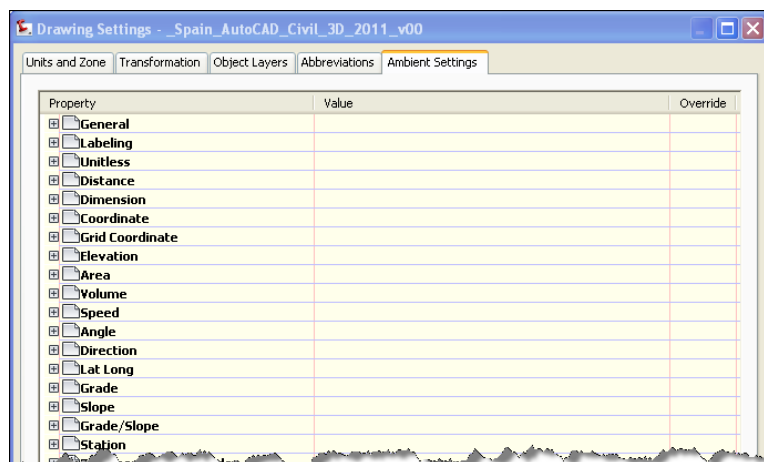 Drawing Settings - _Spain_AutoCAD_Civil_3D_2011_v00
Units and Zone Transformation Object Layers Abbreviations Ambient Settings
Property Value Override
General
Labeling
Unitless
Distance
Dimension
Coordinate
Grid Coordinate
Elevation
Area
Volume
Speed
Angle
Direction
Lat Long
Grade
Slope
Grade/Slope
Station